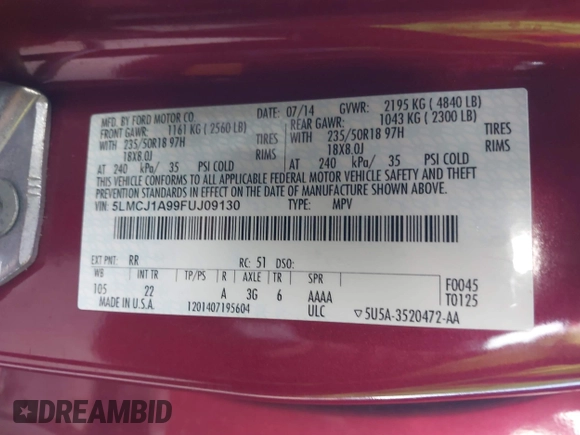 MFD. BY FORD MOTOR CO. DATE: 07/14 GVWR: 2195 KG ( 4840 LB)
FRONT GAWR: 1161 KG ( 2560 LB) REAR GAWR: 1043 KG ( 2300 LB)
WITH 235/50R18 97H TIRES WITH 235/50R18 97H TIRES
18X8.0J RIMS 18X8.0J RIMS
AT 240 kPa/ 35 PSI COLD AT 240 kPa/ 35 PSI COLD
THIS VEHICLE CONFORMS TO ALL APPLICABLE FEDERAL MOTOR VEHICLE SAFETY AND THEFT
PREVENTION STANDARDS IN EFFECT ON THE DATE OF MANUFACTURE SHOWN ABOVE.
VIN: 5LMCJ1A99FUJ09130 TYPE: MPV
EXT PNT: RR RC: 51 DSO:
WB INT TR TP/PS R AXLE TR SPR F0045
105 22 A 3G 6 AAAA T0125
MADE IN U.S.A. 1201407195604 ULC ▽5U5A-3520472-AA
DREAMBID